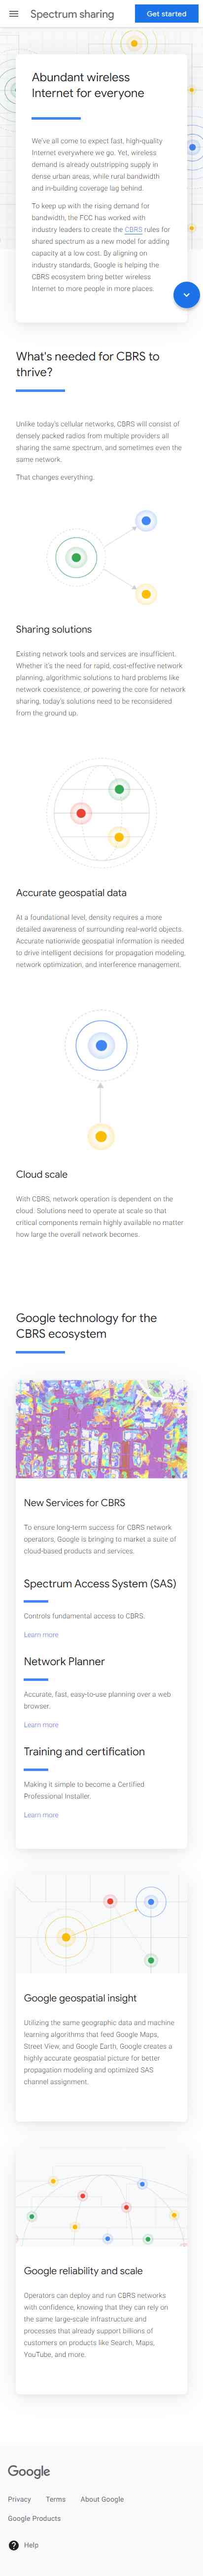 Spectrum sharing
Get started
Abundant wireless
Internet for everyone
We've all come to expect fast, high-quality
Internet everywhere we go. Yet, wireless
demand is already outstripping supply in
these dense urban areas, while rural bandwidth
and in-building coverage lag behind.
To keep up with the rising demand for
bandwidth, the FCC has worked with
industry leaders to create the CBRS rules for
shared spectrum as a new model for adding
capacity at a low cost. By aligning on
industry standards, Google is helping the
CBRS ecosystem bring better wireless
Internet to more people in more places.
What's needed for CBRS to
thrive?
Unlike today's cellular networks, CBRS will consist of
densely packed radios from multiple providers all
sharing the same spectrum, and sometimes even the
same network.
That changes everything.
Sharing solutions
Existing network tools and services are insufficient.
Whether it's the need for rapid, cost-effective network
planning, algorithmic solutions to hard problems like
network coexistence, or powering the core for network
sharing, today's solutions need to be reconsidered
from the ground up.
Accurate geospatial data
At a foundational level, density requires a more
detailed awareness of surrounding real-world objects.
Accurate nationwide geospatial information is needed
to drive intelligent decisions for propagation modeling,
network optimization, and interference management.
Cloud scale
With CBRS, network operation is dependent on the
cloud. Solutions need to operate at scale so that
critical components remain highly available no matter
how large the overall network becomes.
Google technology for the
CBRS ecosystem
New Services for CBRS
To ensure long-term success for CBRS network
operators, Google is bringing to market a suite of
cloud-based products and services.
Spectrum Access System (SAS)
Controls fundamental access to CBRS.
Learn more
Network Planner
Accurate, fast, easy-to-use planning over a web
browser.
Learn more
Training certification
Making it simple to become a Certified
Professional Installer.
Learn more
Google geospatial insight
Utilizing the same geographic data and machine
learning algorithms that feed Google Maps,
Street View, and Google Earth, Google creates a
highly accurate geospatial picture for better
propagation modeling and optimized SAS
channel assignment.
Google reliability and scale
Operators can deploy and run CBRS networks
with confidence, knowing that they can rely on
the same large-scale infrastructure and
processes that already support billions of
customers on products like Search, Maps,
YouTube, and more.
Google
Privacy Terms About Google
Google Products
Help